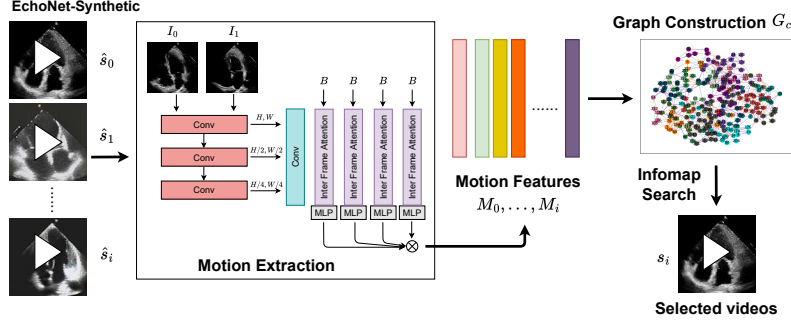 EchoNet-Synthetic
ŝ₀
ŝ₁
ŝᵢ
I₀
I₁
Conv
Conv
Conv
H, W
H/2, W/2
H/4, W/4
Conv
B
B
B
B
Inter Frame Attention
Inter Frame Attention
Inter Frame Attention
Inter Frame Attention
MLP
MLP
MLP
MLP
Motion Extraction
Motion Features
M₀, . . . , Mᵢ
Graph Construction G_c
Infomap
Search
sᵢ
Selected videos